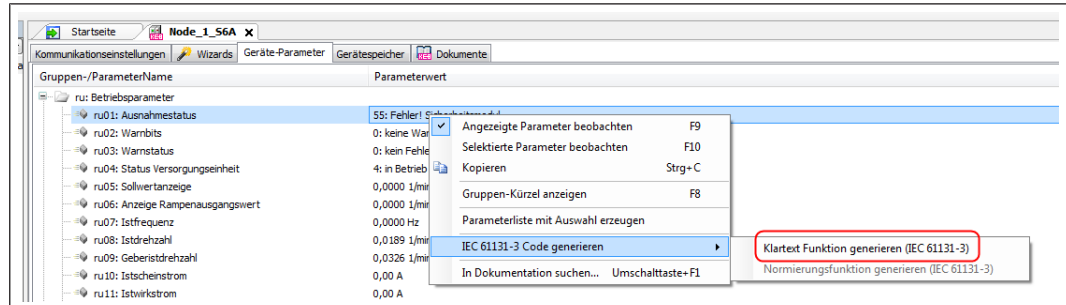 Startseite Node_1_S6A X
Kommunikationseinstellungen Wizards Geräte-Parameter Gerätespeicher Dokumente
Gruppen-/ParameterName Parameterwert
ru: Betriebsparameter
ru01: Ausnahmestatus 55: Fehler!
ru02: Warnbits 0: keine War
ru03: Warnstatus 0: kein Fehle
ru04: Status Versorgungseinheit 4: in Betrieb
ru05: Sollwertanzeige 0,0000 1/min
ru06: Anzeige Rampenausgangswert 0,0000 1/min
ru07: Istfrequenz 0,0000 Hz
ru08: Istdrehzahl 0,0189 1/min
ru09: Geberistdrehzahl 0,0326 1/min
ru10: Istscheinstrom 0,00 A
ru11: Istwirkstrom 0,00 A
Angezeigte Parameter beobachten F9
Selektierte Parameter beobachten F10
Kopieren Strg+C
Gruppen-Kürzel anzeigen F8
Parameterliste mit Auswahl erzeugen
IEC 61131-3 Code generieren
In Dokumentation suchen... Umschalttaste+F1
Klartext Funktion generieren (IEC 61131-3)
Normierungsfunktion generieren (IEC 61131-3)